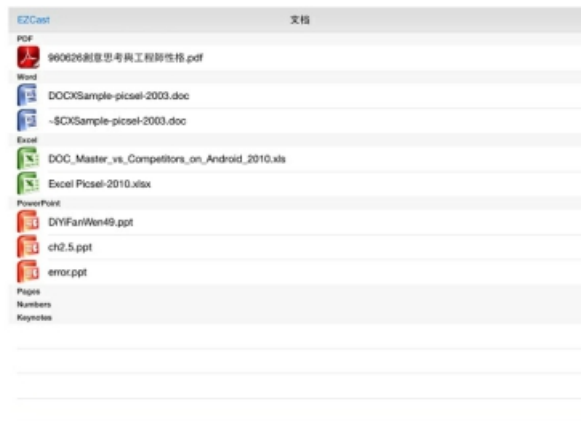 EZCast 文档
PDF
960626創意思考與工程師性格.pdf
Word
DOCXSample-picsel-2003.doc
~$CXSample-picsel-2003.doc
Excel
DOC_Master_vs_Competitors_on_Android_2010.xls
Excel Picsel-2010.xlsx
PowerPoint
DiYiFanWen49.ppt
ch2.5.ppt
error.ppt
Pages
Numbers
Keynotes